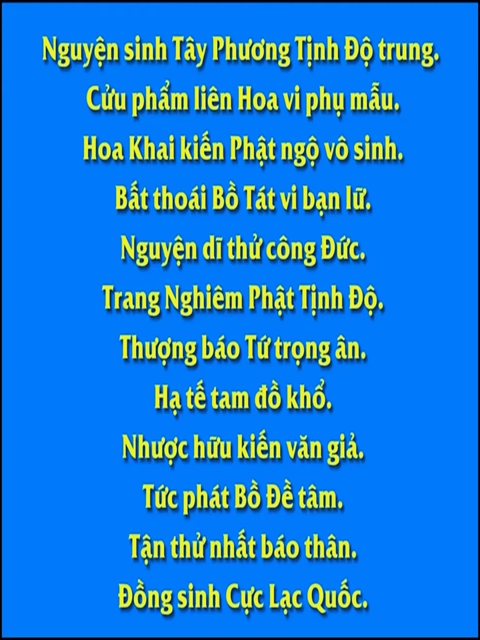 Nguyện sinh Tây Phương Tịnh Độ trung.
Cửu phẩm liên Hoa vi phụ mẫu.
Hoa Khai kiến Phật ngộ vô sinh.
Bất thoái Bồ Tát vi bạn lữ.
Nguyện dĩ thử công Đức.
Trang Nghiêm Phật Tịnh Độ.
Thượng báo Tứ trọng ân.
Hạ tế tam đồ khổ.
Nhược hữu kiến văn giả.
Tức phát Bồ Đề tâm.
Tận thử nhất báo thân.
Đồng sinh Cực Lạc Quốc.